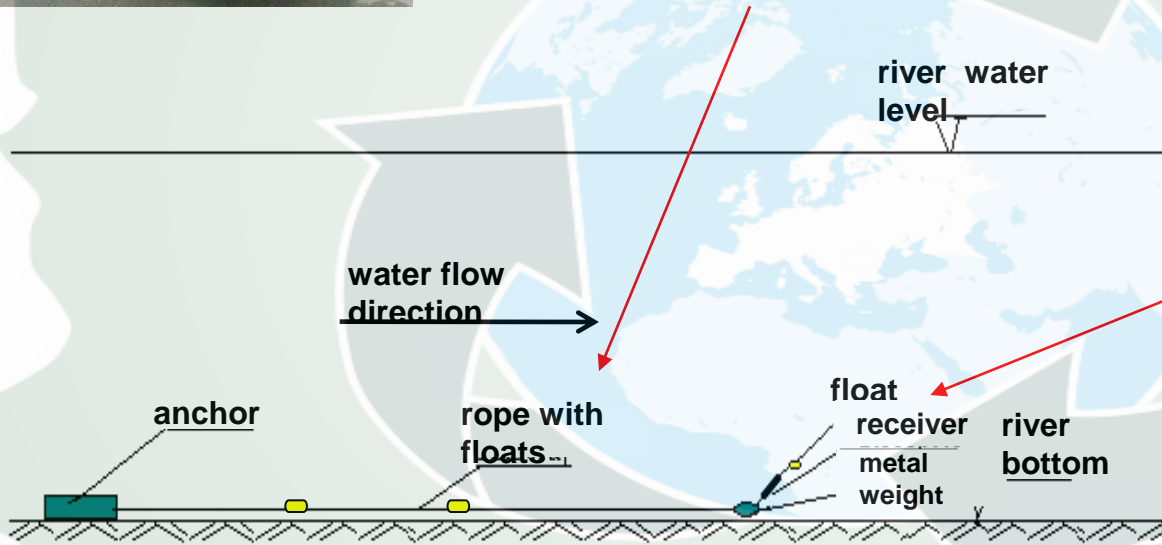 river water
level
water flow
direction
float
anchor
rope with
floats
receiver
river
bottom
metal
weight